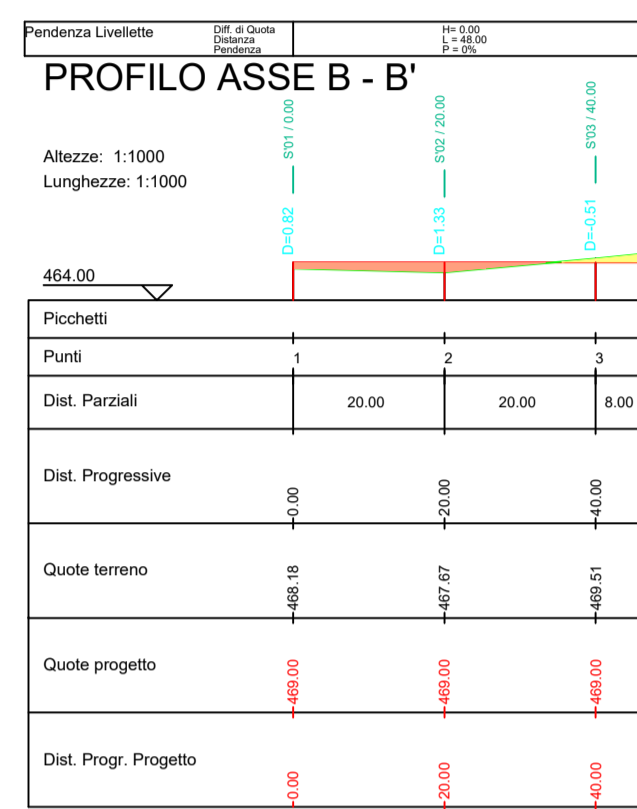 Pendenza Livellette
Diff. di Quota
Distanza
Pendenza
H= 0.00
L = 48.00
P = 0%
PROFILO ASSE B - B'
Altezze: 1:1000
Lunghezze: 1:1000
S'01 / 0.00
S'02 / 20.00
S'03 / 40.00
D=0.82
D=1.33
D=-0.51
464.00
Picchetti
Punti
1
2
3
Dist. Parziali
20.00
20.00
8.00
Dist. Progressive
0.00
20.00
40.00
Quote terreno
468.18
467.67
469.51
Quote progetto
469.00
469.00
469.00
Dist. Progr. Progetto
0.00
20.00
40.00